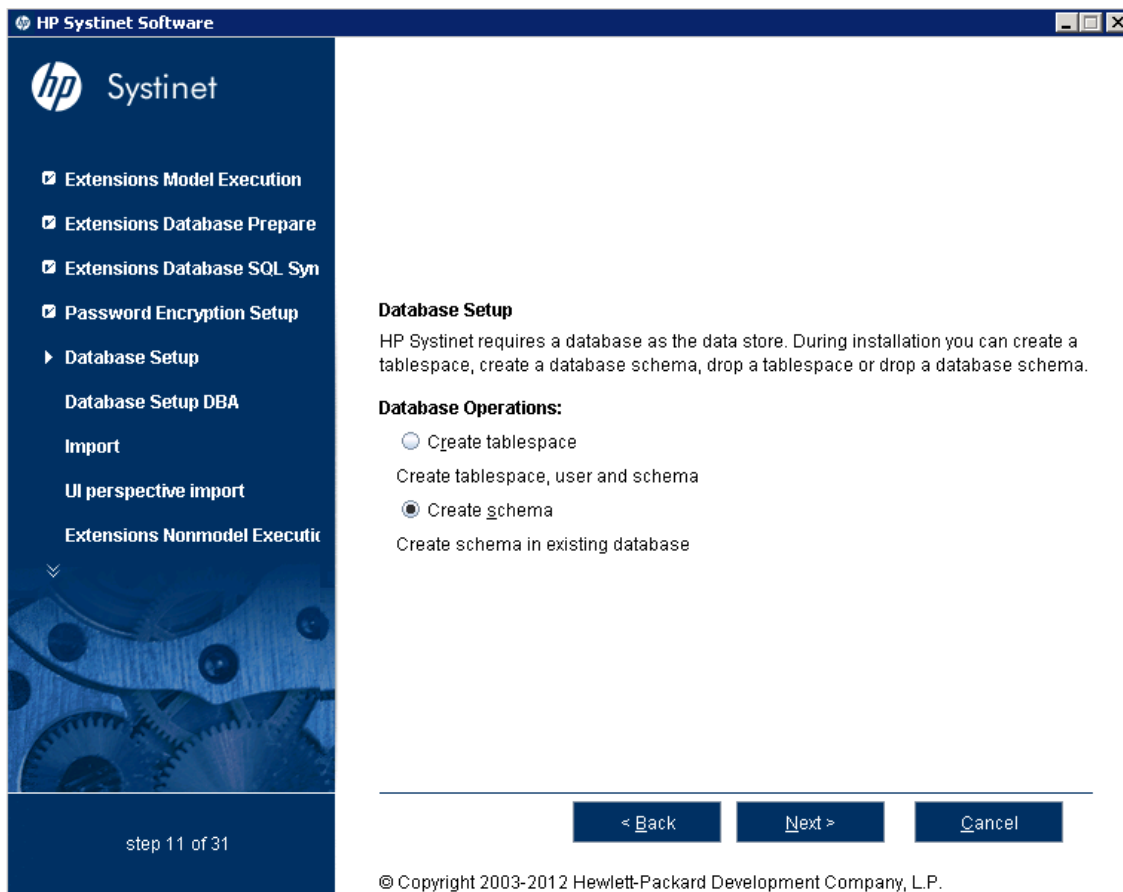 HP Systinet Software
hp Systinet
Extensions Model Execution
Extensions Database Prepare
Extensions Database SQL Syn
Password Encryption Setup
Database Setup
Database Setup DBA
Import
UI perspective import
Extensions Nonmodel Executic
step 11 of 31
Database Setup
HP Systinet requires a database as the data store. During installation you can create a
tablespace, create a database schema, drop a tablespace or drop a database schema.
Database Operations:
Create tablespace
Create tablespace, user and schema
Create schema
Create schema in existing database
< Back
Next >
Cancel
© Copyright 2003-2012 Hewlett-Packard Development Company, L.P.